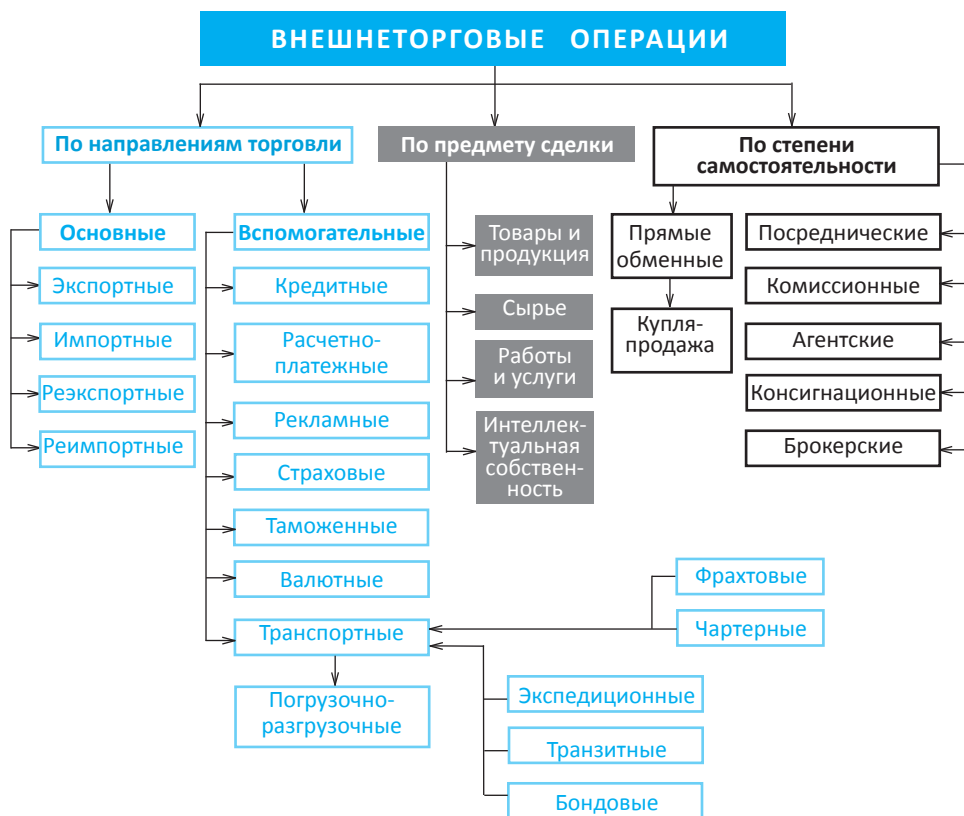 ВНЕШНЕТОРГОВЫЕ ОПЕРАЦИИ
По направлениям торговли
Основные
Экспортные
Импортные
Реэкспортные
Реимпортные
Вспомогательные
Кредитные
Расчетно-
платежные
Рекламные
Страховые
Таможенные
Валютные
Транспортные
Погрузочно-
разгрузочные
Фрахтовые
Чартерные
Экспедиционные
Транзитные
Бондовые
По предмету сделки
Товары и
продукция
Сырье
Работы
и услуги
Интеллек-
туальная
собствен-
ность
По степени
самостоятельности
Прямые
обменные
Купля-
продажа
Посреднические
Комиссионные
Агентские
Консигнационные
Брокерские